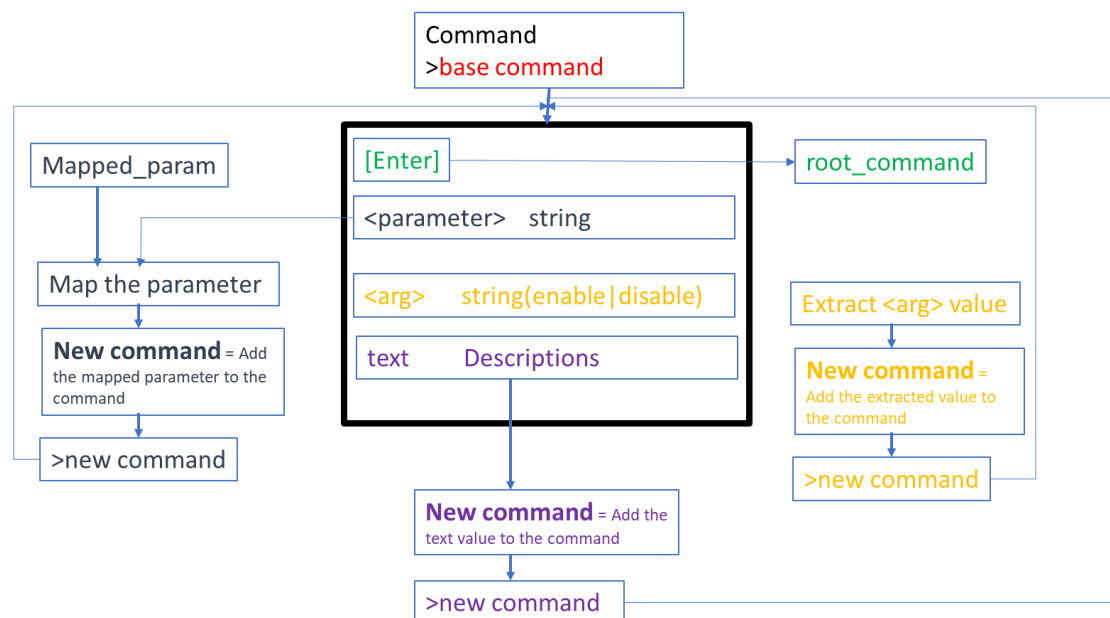 Command
>base command
[Enter]
root_command
Mapped_param
<parameter> string
Map the parameter
<arg> string(enable|disable)
Extract <arg> value
New command = Add
the mapped parameter to the
command
text Descriptions
New command =
Add the extracted value to
the command
>new command
>new command
New command = Add the
text value to the command
>new command